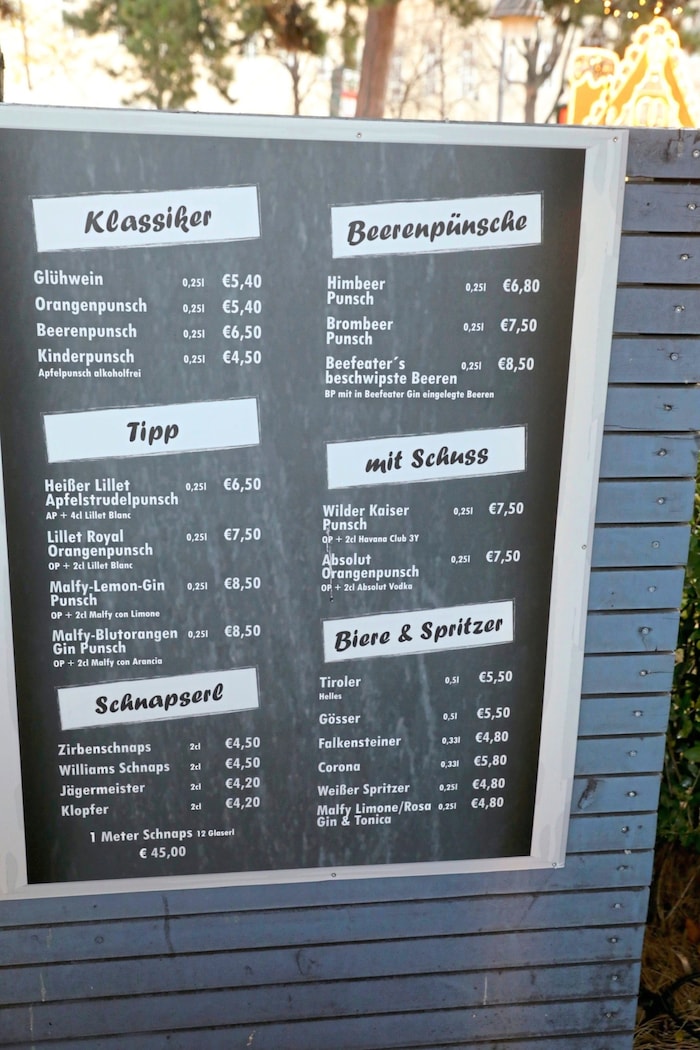 Klassiker
Glühwein 0,25l €5,40
Orangenpunsch 0,25l €5,40
Beerenpunsch 0,25l €6,50
Kinderpunsch 0,25l €4,50
Apfelpunsch alkoholfrei
Tipp
Heißer Lillet 0,25l €6,50
Apfelstrudelpunsch
AP + 4cl Lillet Blanc
Lillet Royal 0,25l €7,50
Orangenpunsch
OP + 2cl Lillet Blanc
Malfy-Lemon-Gin 0,25l €8,50
Punsch
OP + 2cl Malfy con Limone
Malfy-Blutorangen 0,25l €8,50
Gin Punsch
OP + 2cl Malfy con Arancia
Schnapserl
Zirbenschnaps 2cl €4,50
Williams Schnaps 2cl €4,50
Jägermeister 2cl €4,20
Klopfer 2cl €4,20
1 Meter Schnaps 12 Glaserl
€ 45,00
Beerenpünsche
Himbeer 0,25l €6,80
Punsch
Brombeer 0,25l €7,50
Punsch
Beefeater´s 0,25l €8,50
beschwipste Beeren
BP mit in Beefeater Gin eingelegte Beeren
mit Schuss
Wilder Kaiser 0,25l €7,50
Punsch
OP + 2cl Havana Club 3Y
Absolut 0,25l €7,50
Orangenpunsch
OP + 2cl Absolut Vodka
Biere & Spritzer
Tiroler 0,5l €5,50
Helles
Gösser 0,5l €5,50
Falkensteiner 0,33l €4,80
Corona 0,33l €5,80
Weißer Spritzer 0,25l €4,80
Malfy Limone/Rosa 0,25l €4,80
Gin & Tonica